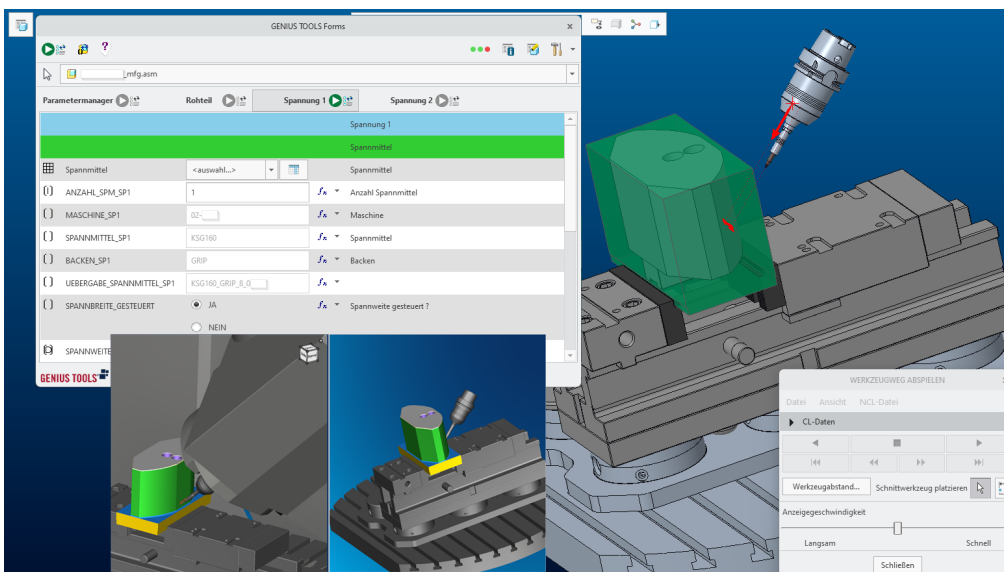 GENIUS TOOLS Forms
_mfg.asm
Parametermanager Rohteil Spannung 1 Spannung 2
Spannung 1
Spannmittel
Spannmittel <auswahl...> Spannmittel
ANZAHL_SPM_SP1 1 Anzahl Spannmittel
MASCHINE_SP1 02- Maschine
SPANNMITTEL_SP1 KSG160 Spannmittel
BACKEN_SP1 GRIP Backen
UEBERGABE_SPANNMITTEL_SP1 KSG160_GRIP_8_0
SPANNBREITE_GESTEUERT JA Spannweite gesteuert ?
NEIN
SPANNWEITE
GENIUS TOOLS
WERKZEUGWEG ABSPIELEN
Datei Ansicht NCL-Datei
CL-Daten
Werkzeugabstand... Schnittwerkzeug platzieren
Anzeigegeschwindigkeit
Langsam Schnell
Schließen